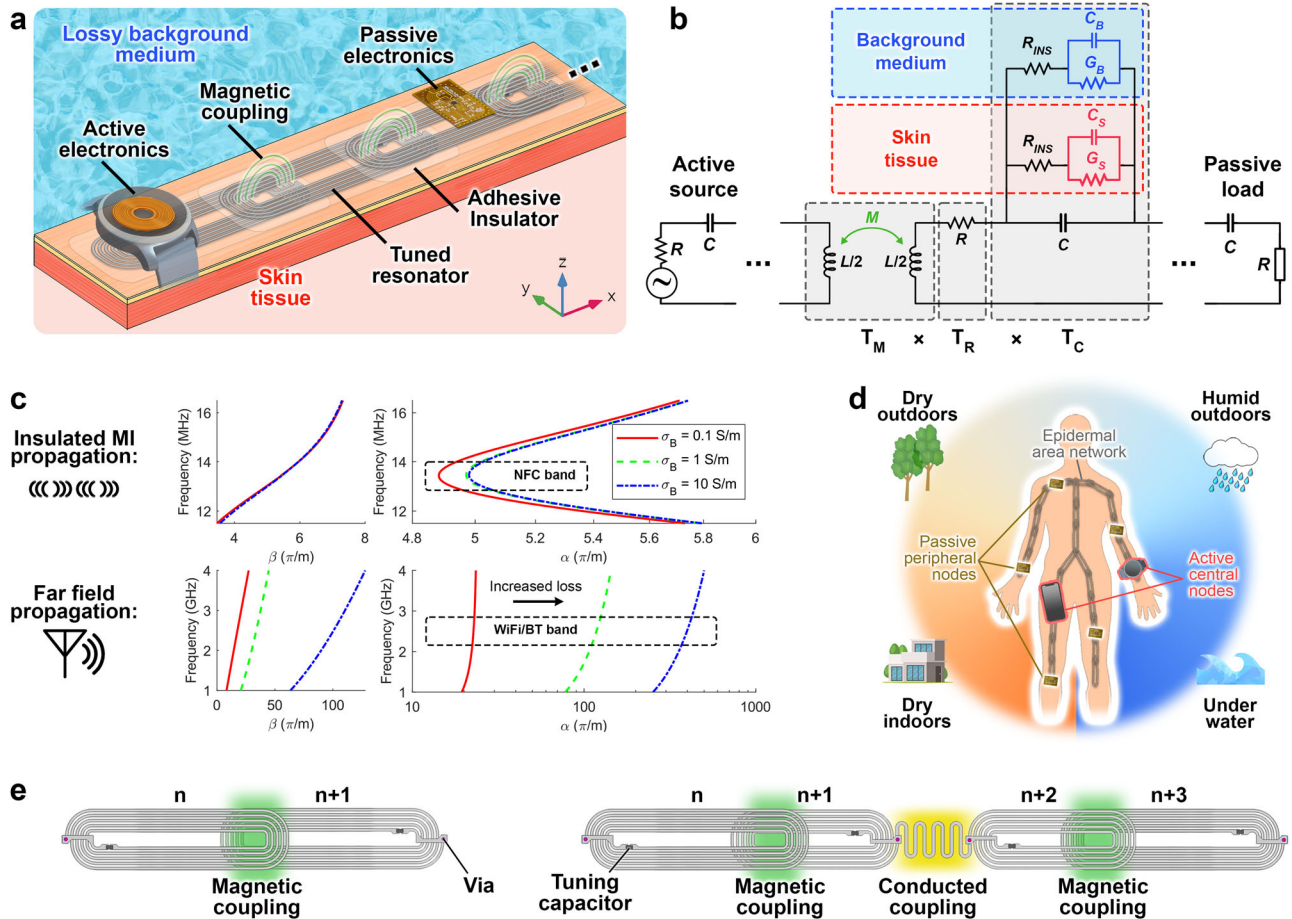 a
Lossy background
medium
Passive
electronics
Magnetic
coupling
Active
electronics
Adhesive
Insulator
Tuned
resonator
Skin
tissue
z
y
x
b
Background
medium
R_INS
C_B
G_B
Skin
tissue
R_INS
C_S
G_S
Active
source
Passive
load
C
R
...
M
L/2
L/2
R
C
...
C
R
T_M × T_R × T_C
c
Insulated MI
propagation:
Frequency (MHz)
16
14
12
4 6 8
β (π/m)
Frequency (MHz)
16
14
12
4.8 5 5.2 5.4 5.6 5.8 6
α (π/m)
σ_B = 0.1 S/m
σ_B = 1 S/m
σ_B = 10 S/m
NFC band
Far field
propagation:
Frequency (GHz)
4
3
2
1
0 50 100
β (π/m)
Frequency (GHz)
4
3
2
1
10 100 1000
α (π/m)
Increased loss
WiFi/BT band
d
Dry
outdoors
Humid
outdoors
Epidermal
area network
Passive
peripheral
nodes
Active
central
nodes
Dry
indoors
Under
water
e
n n+1
Magnetic
coupling
Via
n n+1 n+2 n+3
Tuning
capacitor
Magnetic
coupling
Conducted
coupling
Magnetic
coupling